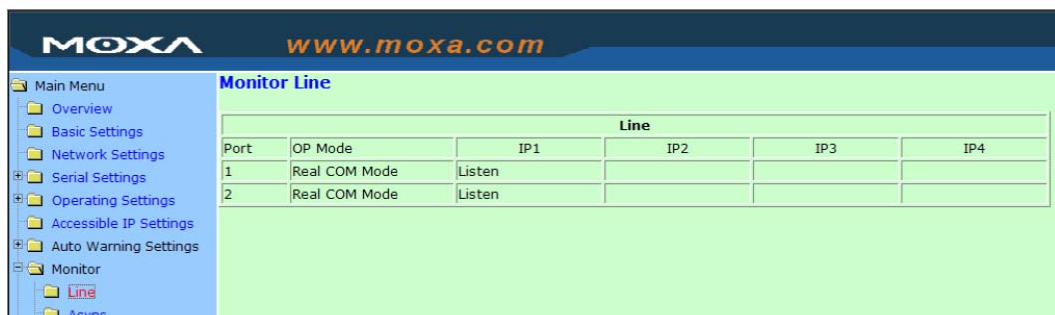 MOXA www.moxa.com
Main Menu
Overview
Basic Settings
Network Settings
Serial Settings
Operating Settings
Accessible IP Settings
Auto Warning Settings
Monitor
Line
Async
Monitor Line
Line
Port OP Mode IP1 IP2 IP3 IP4
1 Real COM Mode Listen
2 Real COM Mode Listen